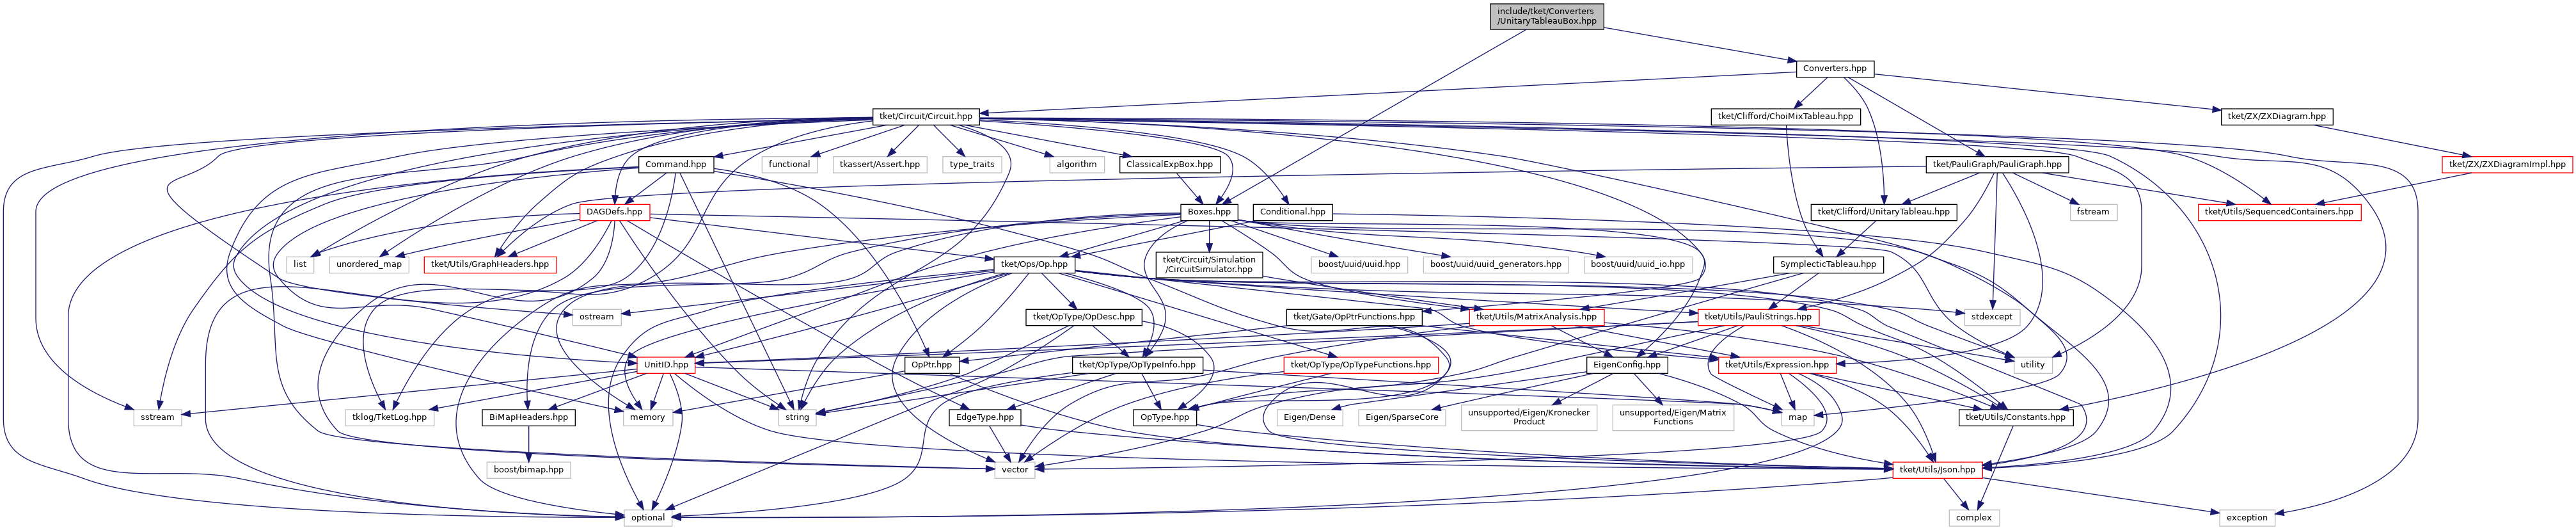 include/tket/Converters
/UnitaryTableauBox.hpp
Converters.hpp
tket/Circuit/Circuit.hpp
tket/Clifford/ChoiMixTableau.hpp
tket/ZX/ZXDiagram.hpp
Command.hpp
functional
tkassert/Assert.hpp
type_traits
algorithm
ClassicalExpBox.hpp
tket/PauliGraph/PauliGraph.hpp
tket/ZX/ZXDiagramImpl.hpp
DAGDefs.hpp
Boxes.hpp
Conditional.hpp
tket/Clifford/UnitaryTableau.hpp
fstream
tket/Utils/SequencedContainers.hpp
list
unordered_map
tket/Utils/GraphHeaders.hpp
tket/Ops/Op.hpp
tket/Circuit/Simulation
/CircuitSimulator.hpp
boost/uuid/uuid.hpp
boost/uuid/uuid_generators.hpp
boost/uuid/uuid_io.hpp
SymplecticTableau.hpp
ostream
tket/OpType/OpDesc.hpp
tket/Gate/OpPtrFunctions.hpp
tket/Utils/MatrixAnalysis.hpp
tket/Utils/PauliStrings.hpp
stdexcept
UnitID.hpp
OpPtr.hpp
tket/OpType/OpTypeInfo.hpp
tket/OpType/OpTypeFunctions.hpp
EigenConfig.hpp
tket/Utils/Expression.hpp
utility
sstream
tklog/TketLog.hpp
BiMapHeaders.hpp
memory
string
EdgeType.hpp
OpType.hpp
Eigen/Dense
Eigen/SparseCore
unsupported/Eigen/Kronecker
Product
unsupported/Eigen/Matrix
Functions
map
tket/Utils/Constants.hpp
boost/bimap.hpp
vector
tket/Utils/Json.hpp
optional
complex
exception